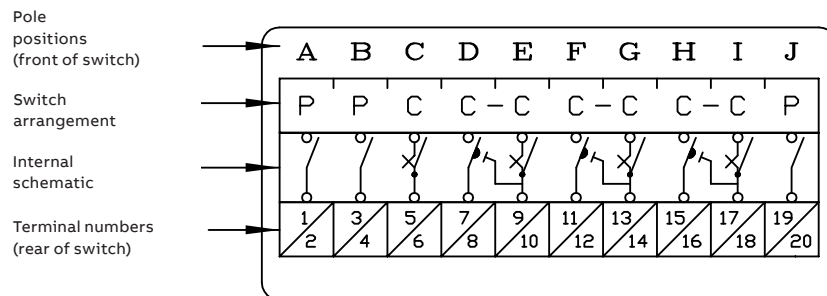 Pole
positions
(front of switch)
A B C D E F G H I J
Switch
arrangement
P P C C - C C - C C - C P
Internal
schematic
Terminal numbers
(rear of switch)
1 3 5 7 9 11 13 15 17 19
2 4 6 8 10 12 14 16 18 20